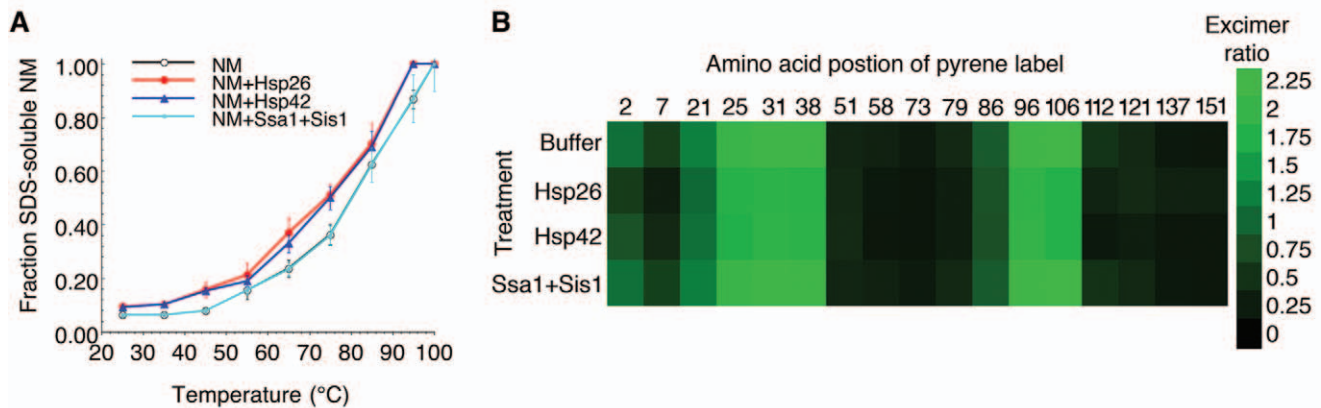 A
Fraction SDS-soluble NM
1.00
0.80
0.60
0.40
0.20
0.00
20 30 40 50 60 70 80 90 100
Temperature (°C)
NM
NM+Hsp26
NM+Hsp42
NM+Ssa1+Sis1
B
Amino acid postion of pyrene label
2 7 21 25 31 38 51 58 73 79 86 96 106 112 121 137 151
Treatment
Buffer
Hsp26
Hsp42
Ssa1+Sis1
Excimer
ratio
2.25
2
1.75
1.5
1.25
1
0.75
0.5
0.25
0